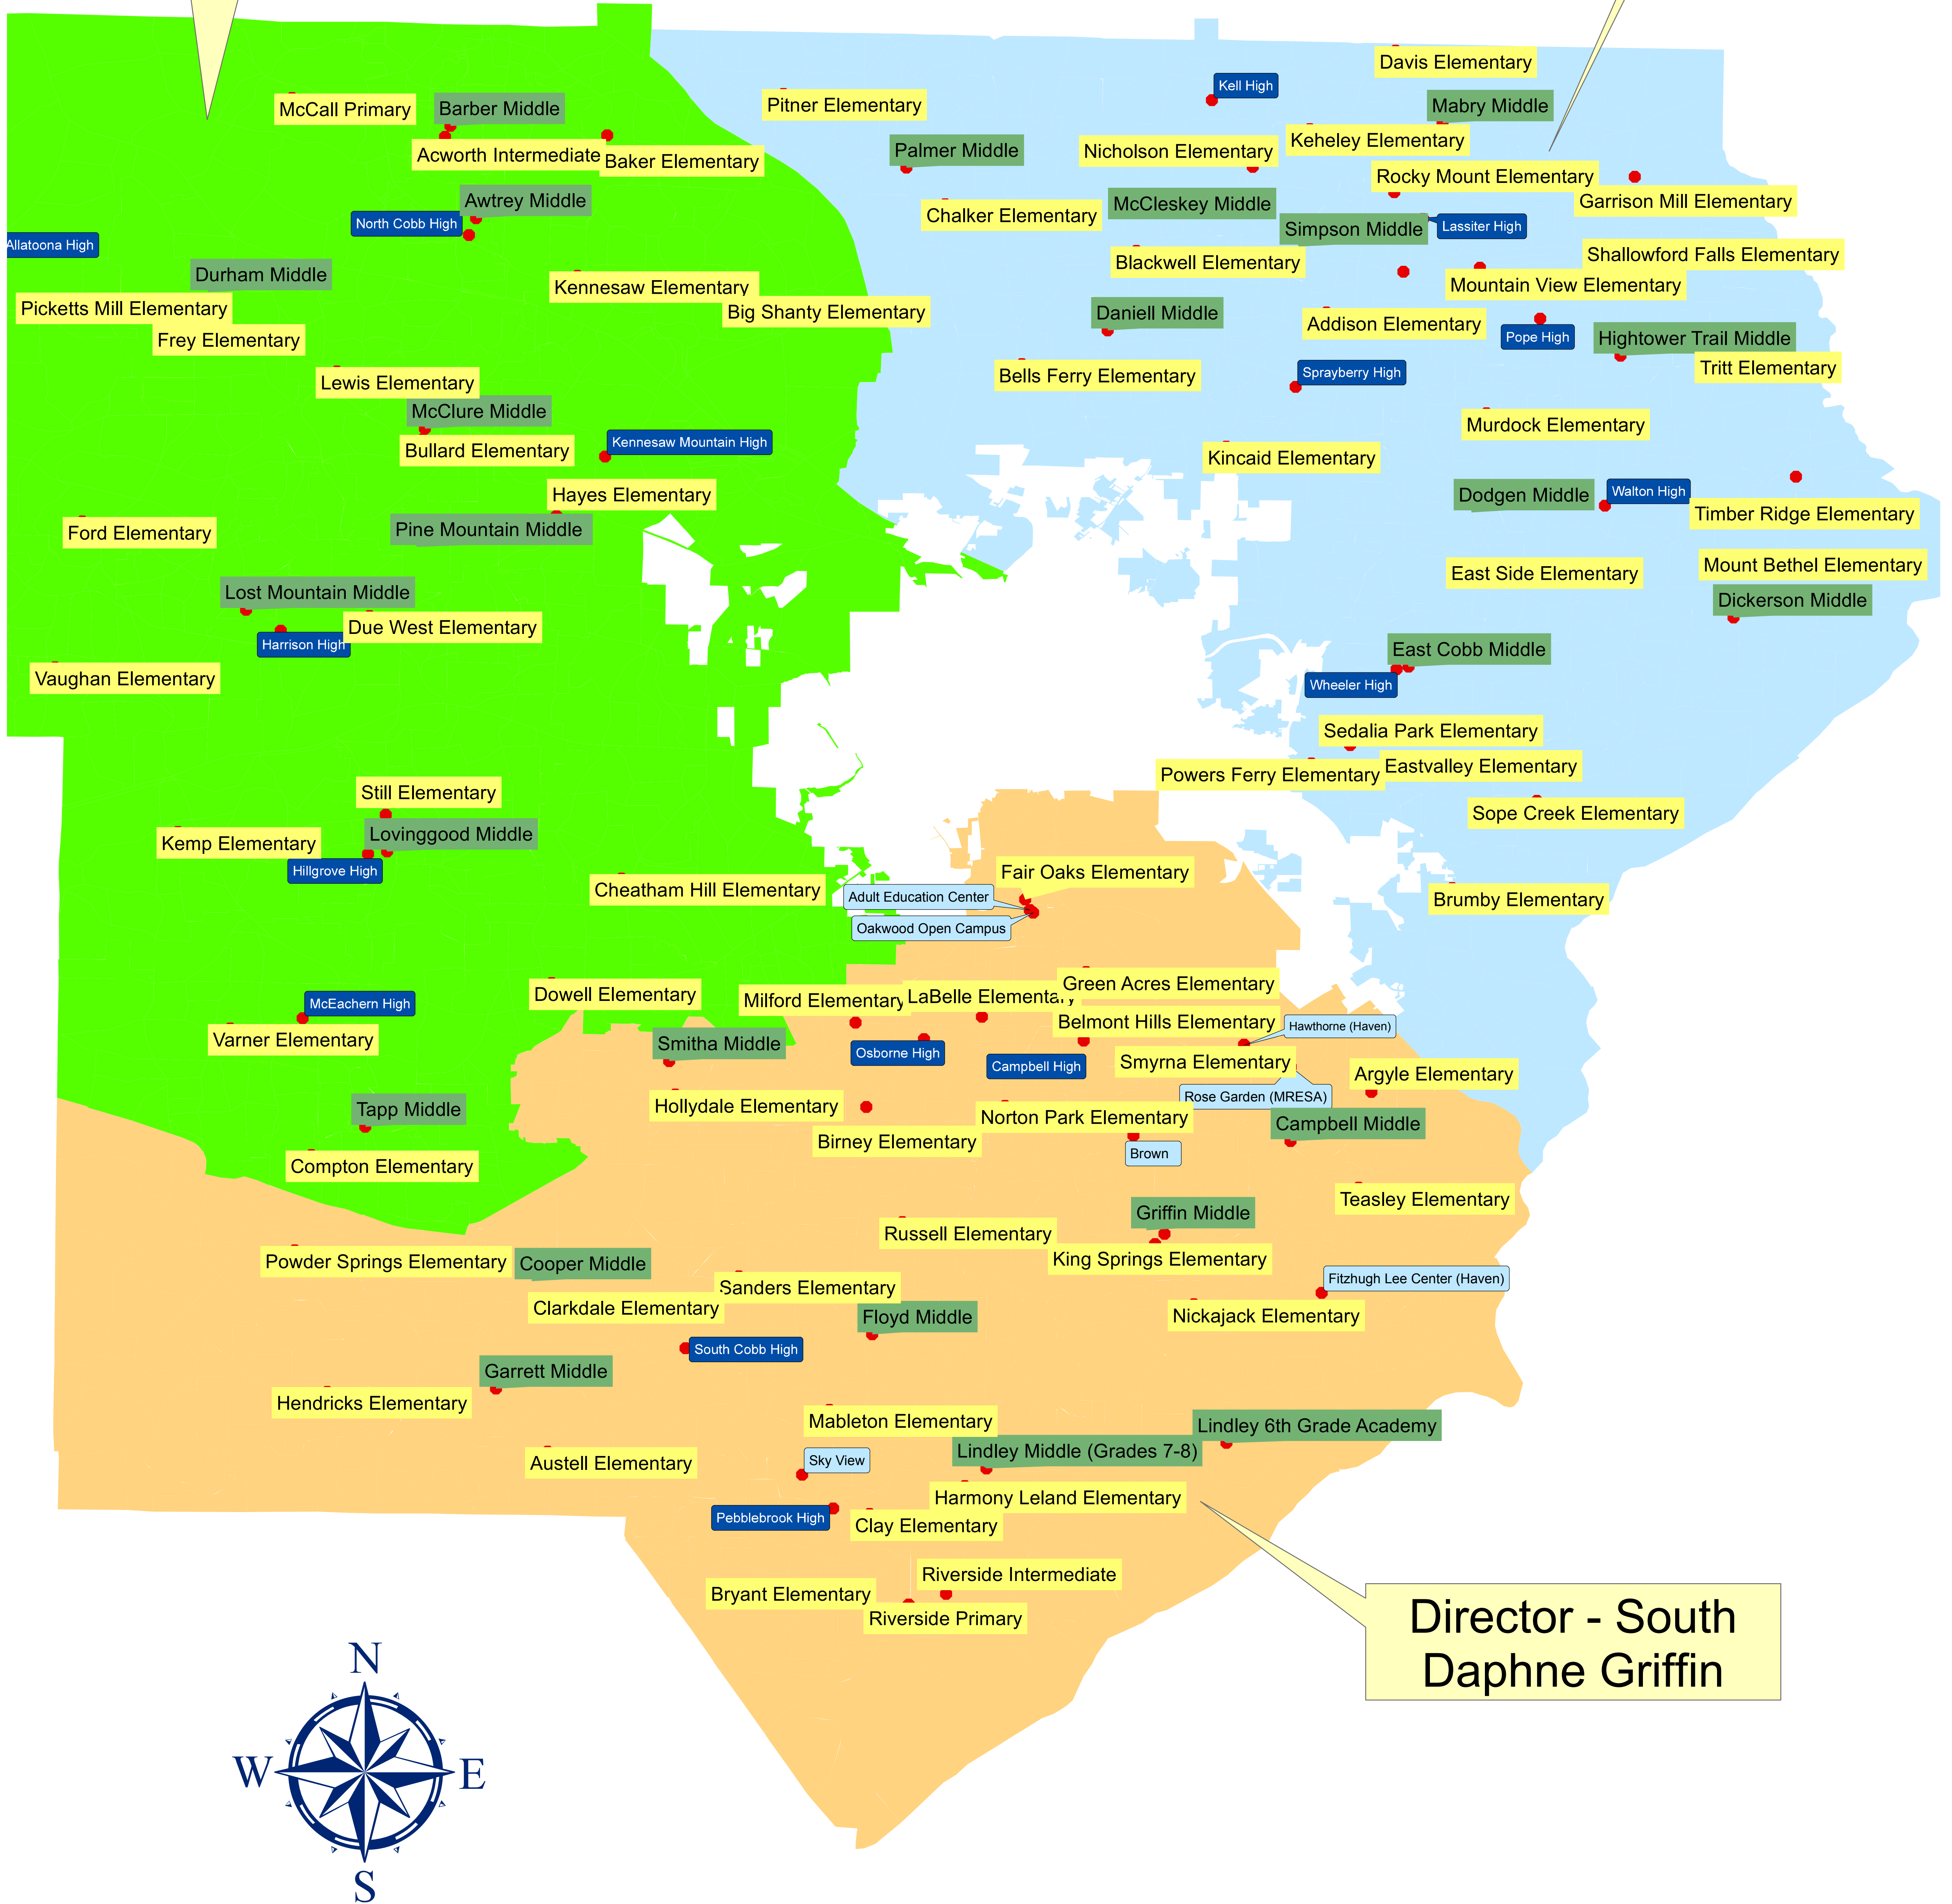 Davis Elementary
Kell High
McCall Primary
Barber Middle
Pitner Elementary
Mabry Middle
Keheley Elementary
Acworth Intermediate
Baker Elementary
Palmer Middle
Nicholson Elementary
Rocky Mount Elementary
Garrison Mill Elementary
Awtrey Middle
North Cobb High
Chalker Elementary
McCleskey Middle
Simpson Middle
Lassiter High
Allatoona High
Shallowford Falls Elementary
Blackwell Elementary
Durham Middle
Kennesaw Elementary
Mountain View Elementary
Picketts Mill Elementary
Big Shanty Elementary
Daniell Middle
Addison Elementary
Pope High
Hightower Trail Middle
Frey Elementary
Tritt Elementary
Lewis Elementary
Bells Ferry Elementary
Sprayberry High
McClure Middle
Murdock Elementary
Bullard Elementary
Kennesaw Mountain High
Kincaid Elementary
Hayes Elementary
Dodgen Middle
Walton High
Timber Ridge Elementary
Ford Elementary
Pine Mountain Middle
East Side Elementary
Mount Bethel Elementary
Lost Mountain Middle
Dickerson Middle
Due West Elementary
Harrison High
East Cobb Middle
Vaughan Elementary
Wheeler High
Sedalia Park Elementary
Powers Ferry Elementary
Eastvalley Elementary
Still Elementary
Sope Creek Elementary
Kemp Elementary
Lovinggood Middle
Hillgrove High
Cheatham Hill Elementary
Fair Oaks Elementary
Adult Education Center
Brumby Elementary
Oakwood Open Campus
Green Acres Elementary
Dowell Elementary
Milford Elementary
LaBelle Elementary
McEachern High
Belmont Hills Elementary
Hawthorne (Haven)
Varner Elementary
Smitha Middle
Osborne High
Campbell High
Smyrna Elementary
Argyle Elementary
Rose Garden (MRESA)
Tapp Middle
Hollydale Elementary
Norton Park Elementary
Campbell Middle
Birney Elementary
Brown
Compton Elementary
Teasley Elementary
Griffin Middle
Russell Elementary
King Springs Elementary
Powder Springs Elementary
Cooper Middle
Fitzhugh Lee Center (Haven)
Sanders Elementary
Clarkdale Elementary
Floyd Middle
Nickajack Elementary
South Cobb High
Garrett Middle
Hendricks Elementary
Mableton Elementary
Lindley 6th Grade Academy
Lindley Middle (Grades 7-8)
Austell Elementary
Sky View
Harmony Leland Elementary
Pebblebrook High
Clay Elementary
Riverside Intermediate
Bryant Elementary
Riverside Primary
Director - South
Daphne Griffin
N
W
E
S